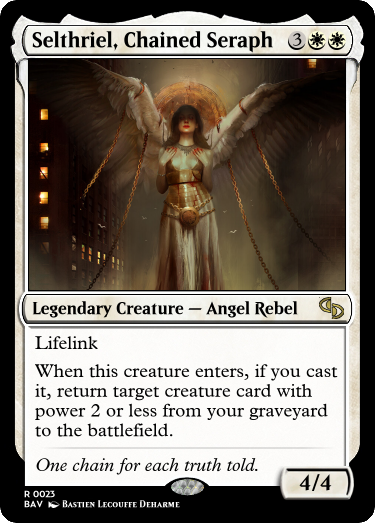 Selthriel, Chained Seraph 3
Legendary Creature — Angel Rebel
Lifelink
When this creature enters, if you cast
it, return target creature card with
power 2 or less from your graveyard
to the battlefield.
One chain for each truth told.
4/4
R 0023
BAV Bastien Lecouffe Deharme